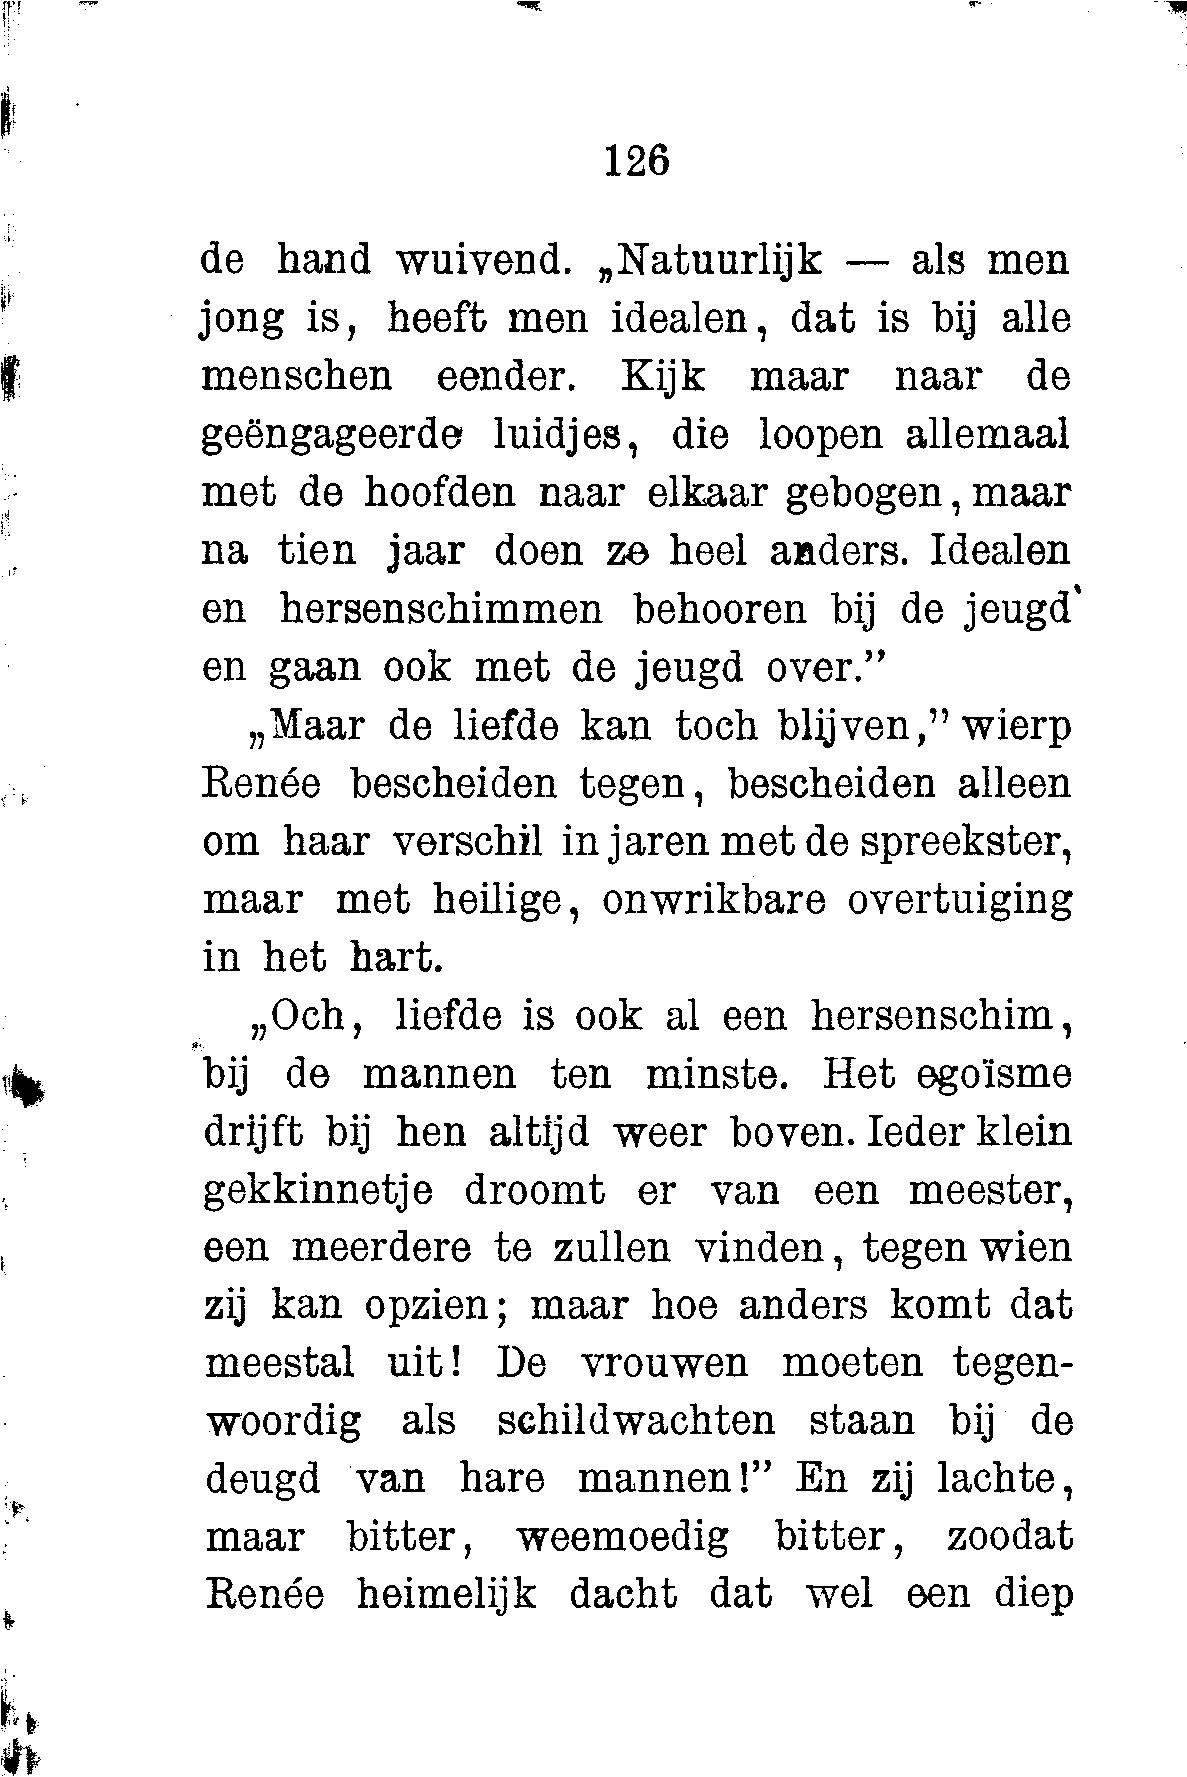 126
de hand wuivend. „Natuurlijk — als men
jong is, heeft men idealen, dat is bij alle
menschen eender. Kijk maar naar de
geëngageerde luidjes, die loopen allemaal
met de hoofden naar elkaar gebogen, maar
na tien jaar doen ze heel anders. Idealen
en hersenschimmen behooren bij de jeugd
en gaan ook met de jeugd over.”
„Maar de liefde kan toch blijven,” wierp
Renée bescheiden tegen, bescheiden alleen
om haar verschil in jaren met de spreekster,
maar met heilige, onwrikbare overtuiging
in het hart.
„Och, liefde is ook al een hersenschim,
bij de mannen ten minste. Het egoïsme
drijft bij hen altijd weer boven. Ieder klein
gekkinnetje droomt er van een meester,
een meerdere te zullen vinden, tegen wien
zij kan opzien; maar hoe anders komt dat
meestal uit! De vrouwen moeten tegen-
woordig als schildwachten staan bij de
deugd van hare mannen!” En zij lachte,
maar bitter, weemoedig bitter, zoodat
Renée heimelijk dacht dat wel een diep